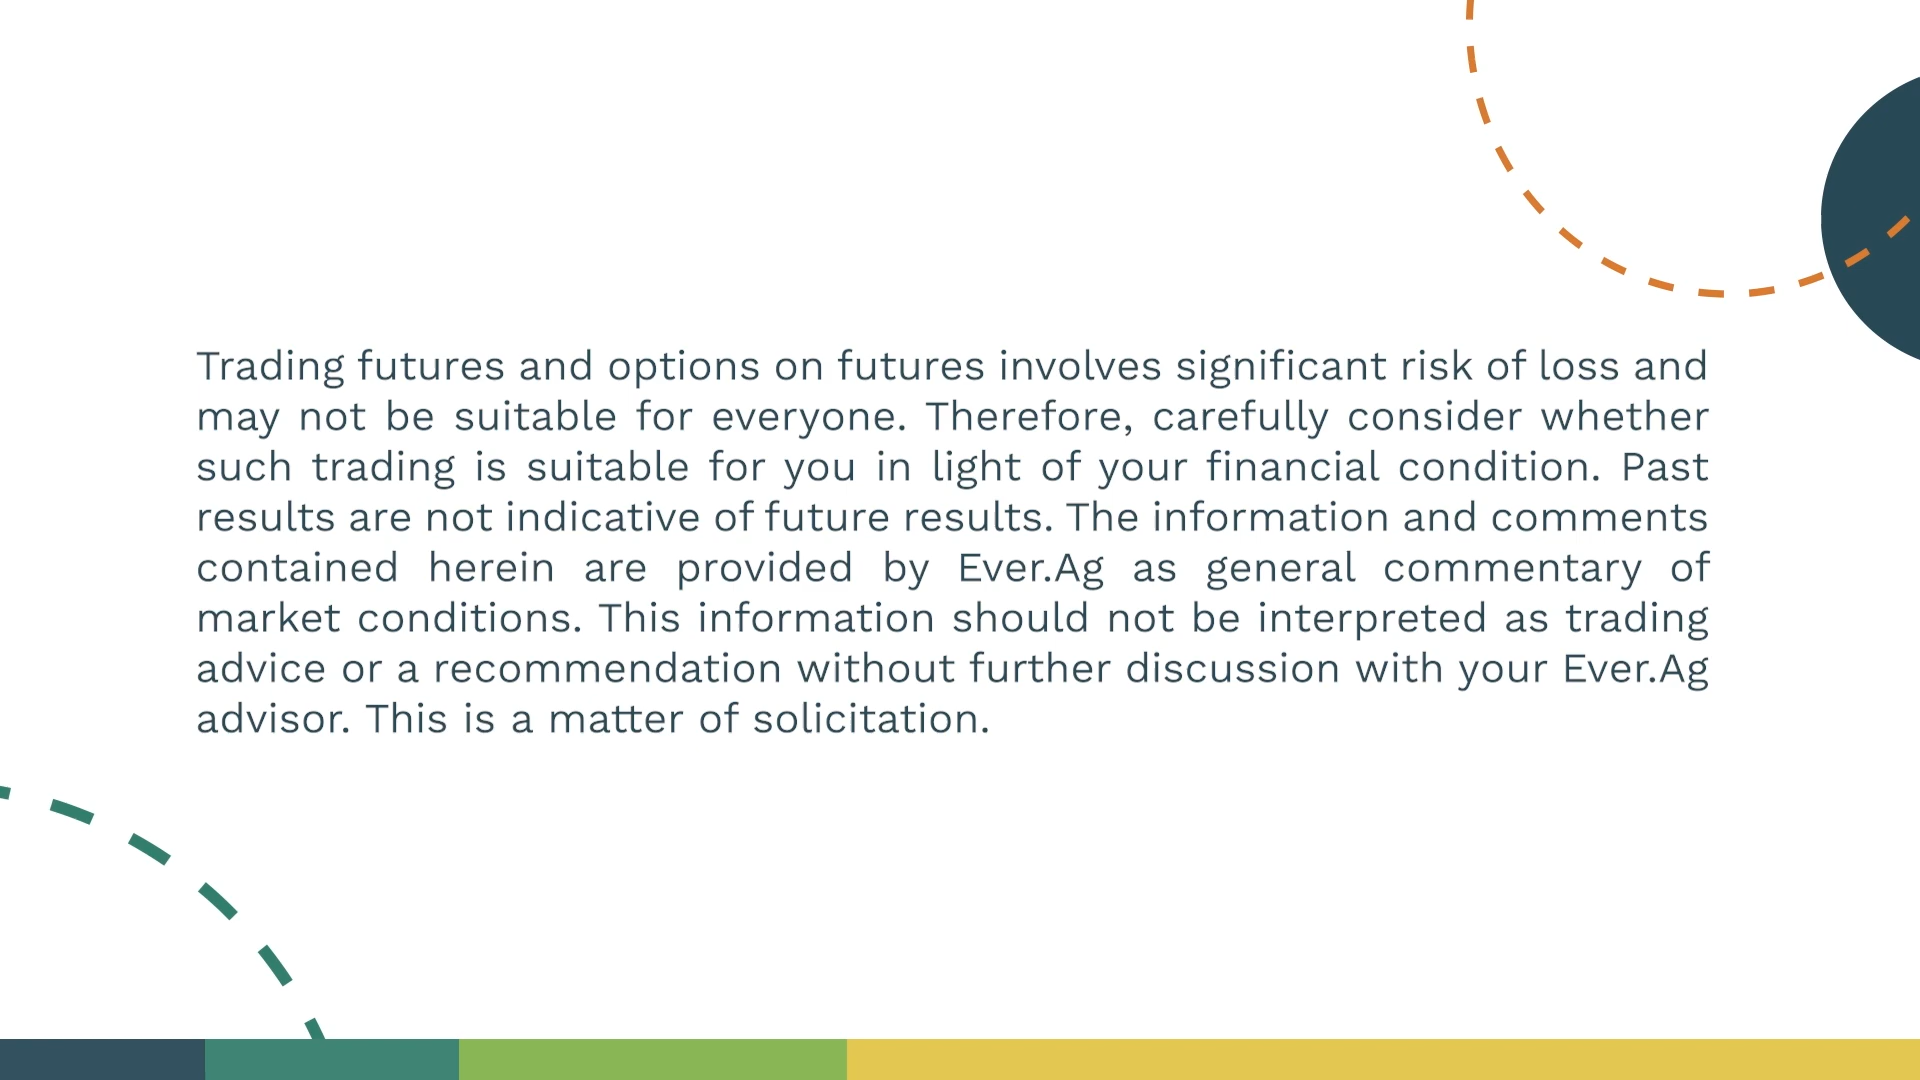 Trading futures and options on futures involves significant risk of loss and
may not be suitable for everyone. Therefore, carefully consider whether
such trading is suitable for you in light of your financial condition. Past
results are not indicative of future results. The information and comments
contained herein are provided by Ever.Ag as general commentary of
market conditions. This information should not be interpreted as trading
advice or a recommendation without further discussion with your Ever.Ag
advisor. This is a matter of solicitation.